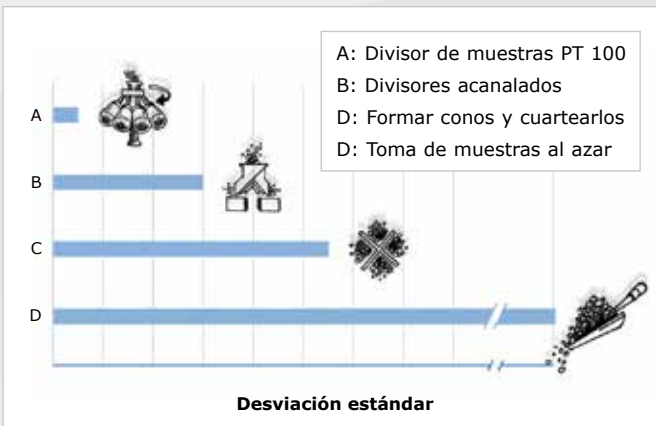 A: Divisor de muestras PT 100
B: Divisores acanalados
D: Formar conos y cuartearlos
D: Toma de muestras al azar
A
B
C
D
Desviación estándar